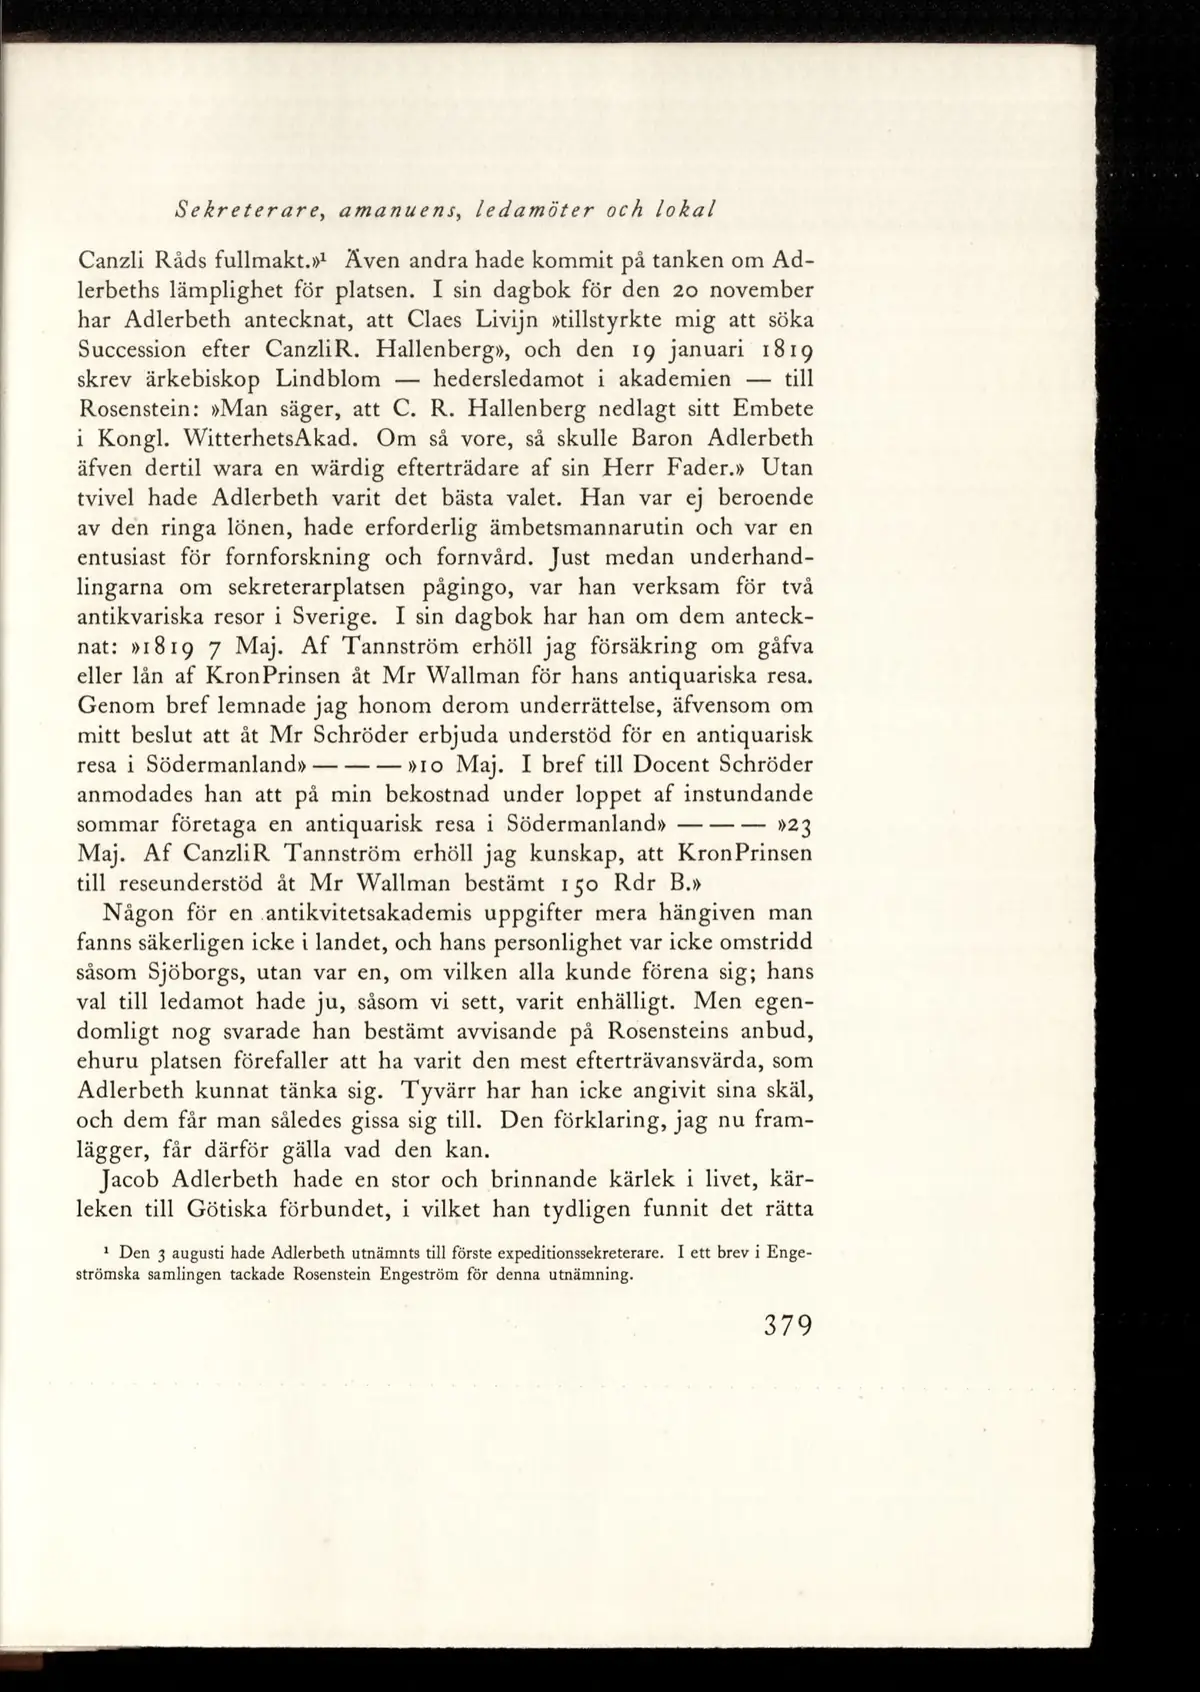 Sekreterare, amanuens, ledamöter och lokal
Canzli Råds fullmakt.»¹ Även andra hade kommit på tanken om Ad-
lerbeths lämplighet för platsen. I sin dagbok för den 20 november
har Adlerbeth antecknat, att Claes Livijn »tillstyrkte mig att söka
Succession efter CanzliR. Hallenberg», och den 19 januari 1819
skrev ärkebiskop Lindblom — hedersledamot i akademien — till
Rosenstein: »Man säger, att C. R. Hallenberg nedlagt sitt Embete
i Kongl. WitterhetsAkad. Om så vore, så skulle Baron Adlerbeth
äfven dertil wara en wärdig efterträdare af sin Herr Fader.» Utan
tvivel hade Adlerbeth varit det bästa valet. Han var ej beroende
av den ringa lönen, hade erforderlig ämbetsmannarutin och var en
entusiast för fornforskning och fornvård. Just medan underhand-
lingarna om sekreterarplatsen pågingo, var han verksam för två
antikvariska resor i Sverige. I sin dagbok har han om dem anteck-
nat: »1819 7 Maj. Af Tannström erhöll jag försäkring om gåfva
eller lån af KronPrinsen åt Mr Wallman för hans antiquariska resa.
Genom bref lemnade jag honom derom underrättelse, äfvensom om
mitt beslut att åt Mr Schröder erbjuda understöd för en antiquarisk
resa i Södermanland» — — — »10 Maj. I bref till Docent Schröder
anmodades han att på min bekostnad under loppet af instundande
sommar företaga en antiquarisk resa i Södermanland» — — — »23
Maj. Af CanzliR Tannström erhöll jag kunskap, att KronPrinsen
till reseunderstöd åt Mr Wallman bestämt 150 Rdr B.»
Någon för en antikvitetsakademis uppgifter mera hängiven man
fanns säkerligen icke i landet, och hans personlighet var icke omstridd
såsom Sjöborgs, utan var en, om vilken alla kunde förena sig; hans
val till ledamot hade ju, såsom vi sett, varit enhälligt. Men egen-
domligt nog svarade han bestämt avvisande på Rosensteins anbud,
ehuru platsen förefaller att ha varit den mest efterträvansvärda, som
Adlerbeth kunnat tänka sig. Tyvärr har han icke angivit sina skäl,
och dem får man således gissa sig till. Den förklaring, jag nu fram-
lägger, får därför gälla vad den kan.
Jacob Adlerbeth hade en stor och brinnande kärlek i livet, kär-
leken till Götiska förbundet, i vilket han tydligen funnit det rätta
¹ Den 3 augusti hade Adlerbeth utnämnts till förste expeditionssekreterare. I ett brev i Enge-
strömska samlingen tackade Rosenstein Engeström för denna utnämning.
379